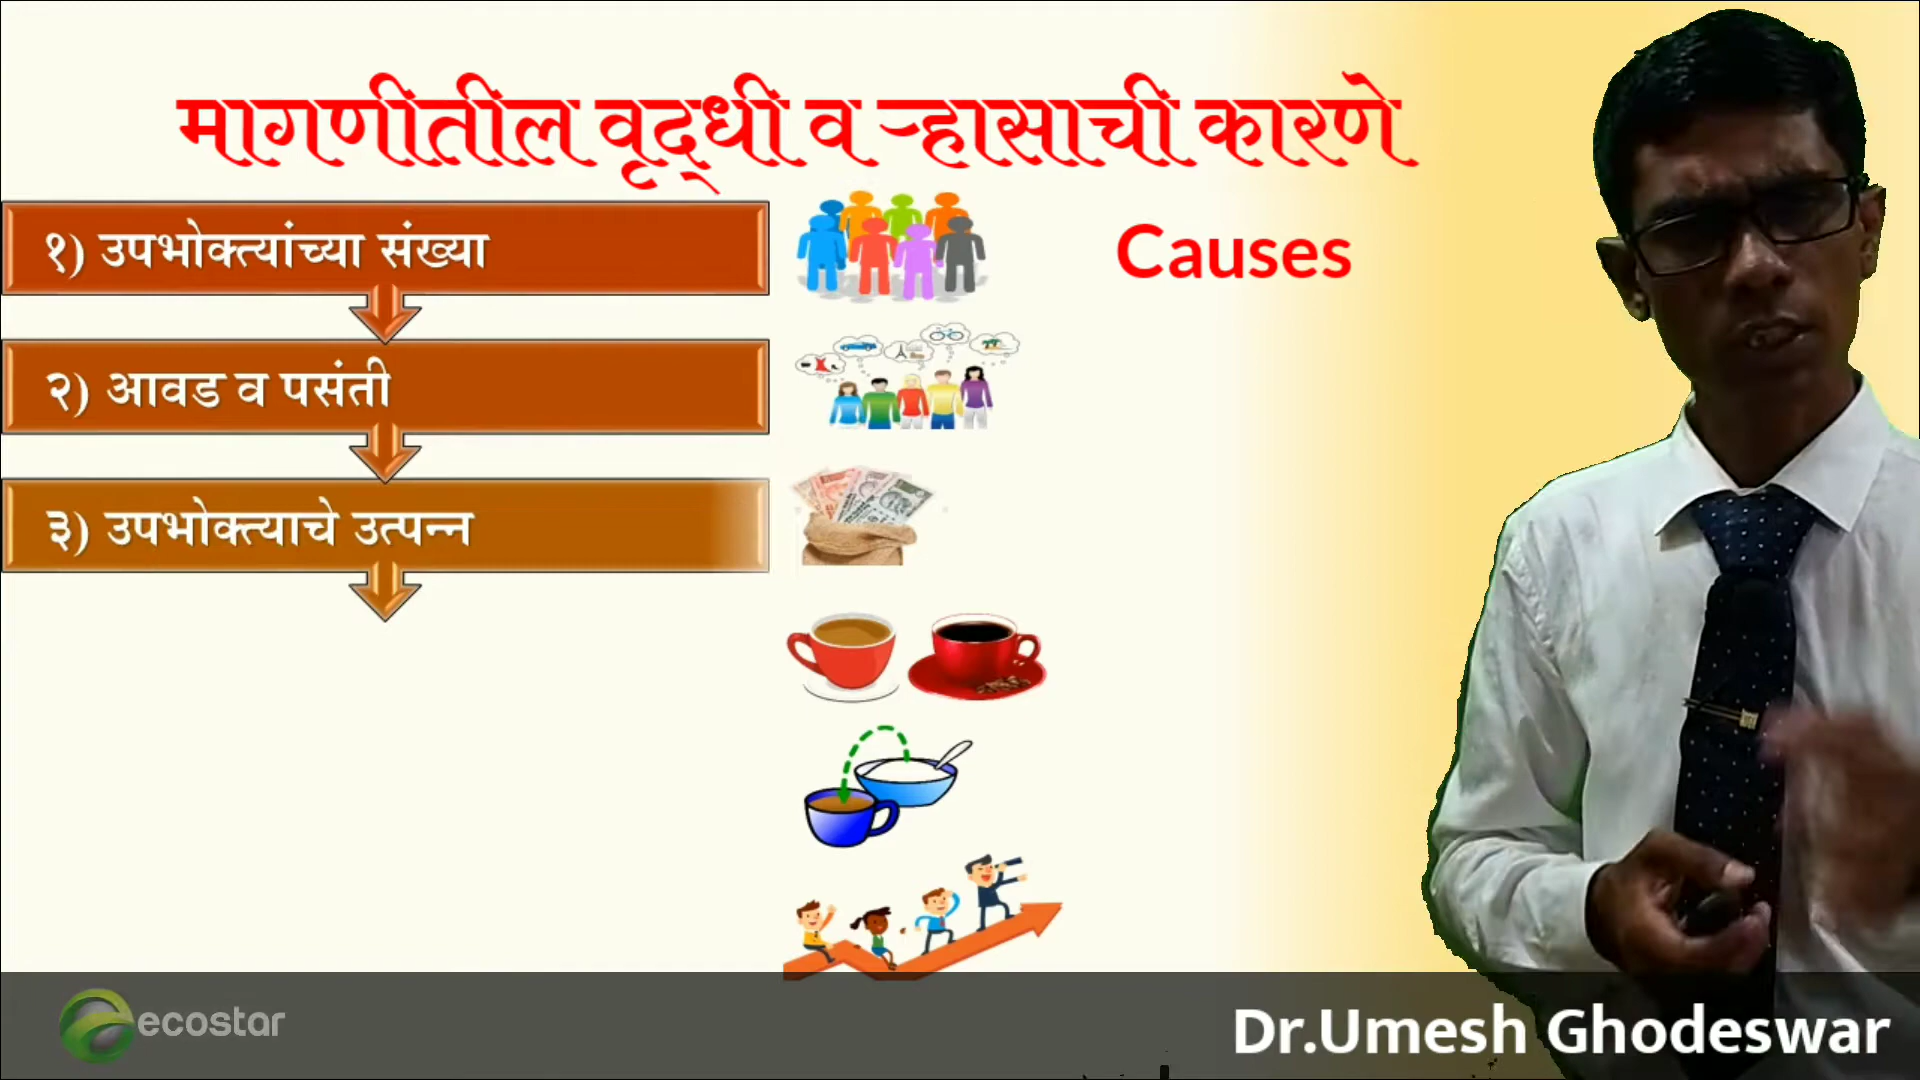 मागणीतील वृद्धी व ऱ्हासाची कारणे
१) उपभोक्त्यांच्या संख्या
Causes
२) आवड व पसंती
३) उपभोक्त्याचे उत्पन्न
ecostar
Dr.Umesh Ghodeswar